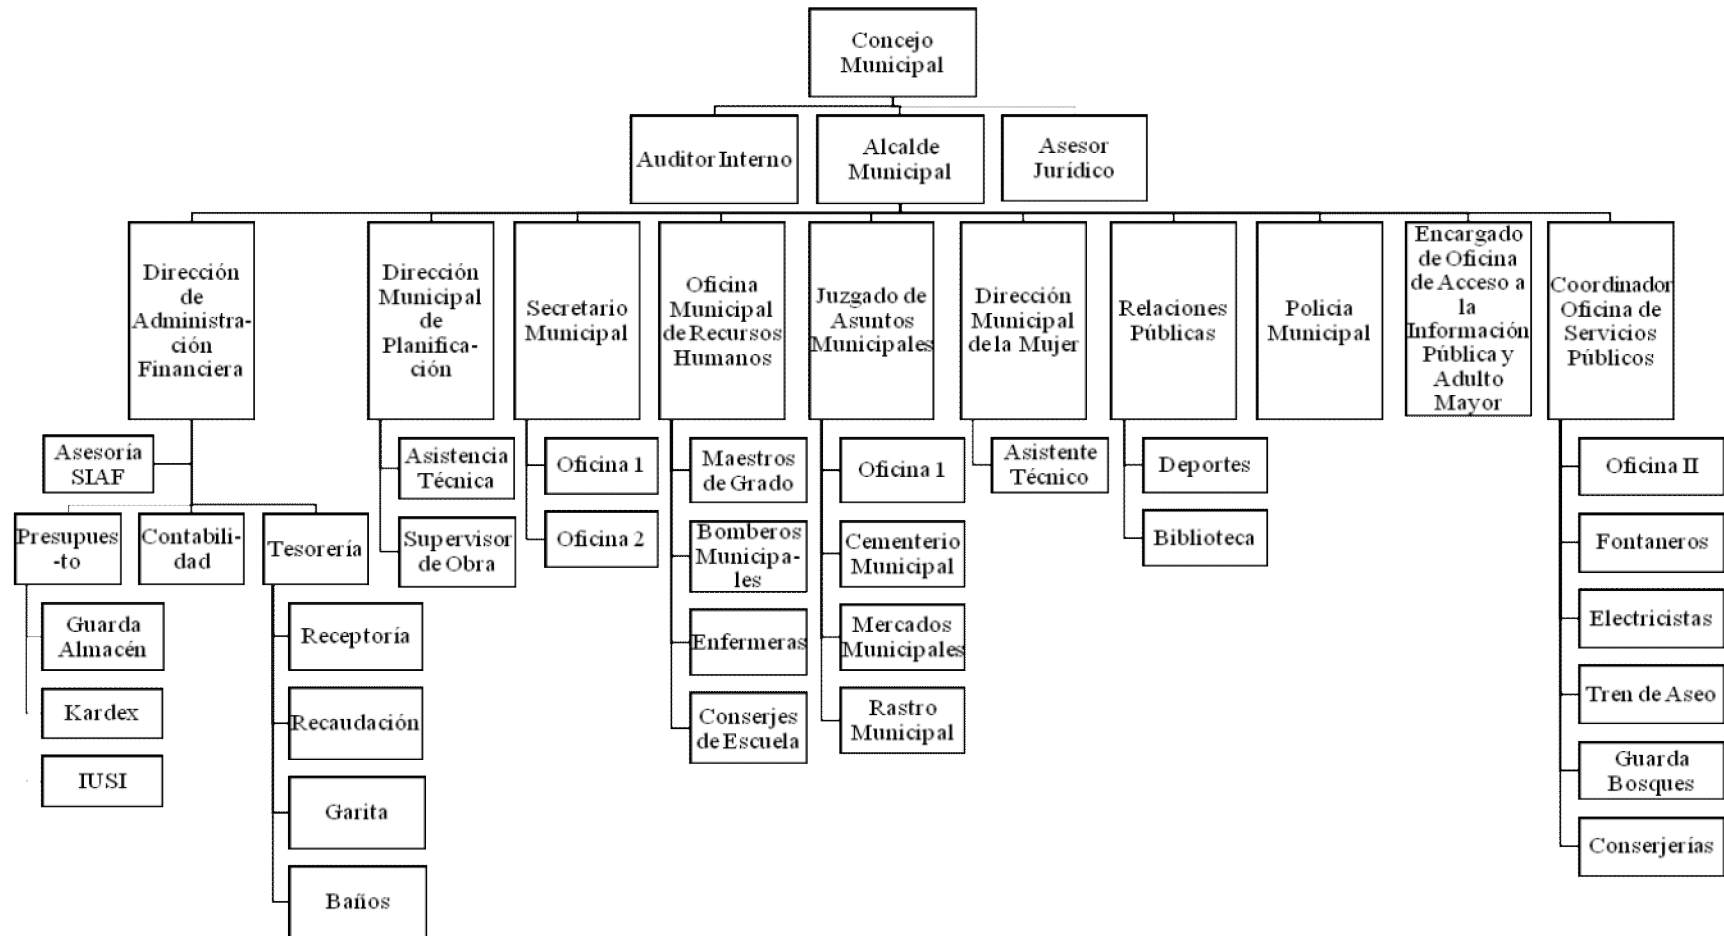 Concejo
Municipal
Auditor Interno
Alcalde
Municipal
Asesor
Jurídico
Dirección
de
Administra-
ción
Financiera
Dirección
Municipal
de
Planifica-
ción
Secretario
Municipal
Oficina
Municipal
de Recursos
Humanos
Juzgado de
Asuntos
Municipales
Dirección
Municipal
de la Mujer
Relaciones
Públicas
Policia
Municipal
Encargado
de Oficina
de Acceso a
la
Información
Pública y
Adulto
Mayor
Coordinador
Oficina de
Servicios
Públicos
Asesoría
SIAF
Presupues
-to
Contabili-
dad
Tesorería
Guarda
Almacén
Kardex
IUSI
Receptoría
Recaudación
Garita
Baños
Asistencia
Técnica
Supervisor
de Obra
Oficina 1
Oficina 2
Maestros
de Grado
Bomberos
Municipa-
les
Enfermeras
Conserjes
de Escuela
Oficina 1
Cementerio
Municipal
Mercados
Municipales
Rastro
Municipal
Asistente
Técnico
Deportes
Biblioteca
Oficina II
Fontaneros
Electricistas
Tren de Aseo
Guarda
Bosques
Conserjerías